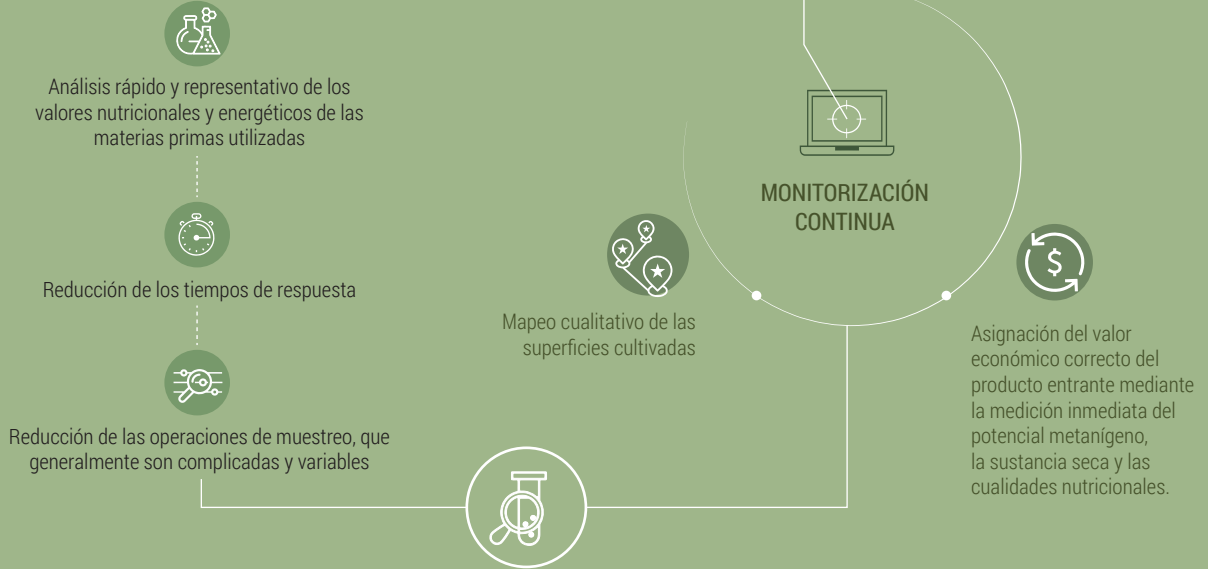 Análisis rápido y representativo de los
valores nutricionales y energéticos de las
materias primas utilizadas
Reducción de los tiempos de respuesta
Reducción de las operaciones de muestreo, que
generalmente son complicadas y variables
MONITORIZACIÓN
CONTINUA
Mapeo cualitativo de las
superficies cultivadas
$
Asignación del valor
económico correcto del
producto entrante mediante
la medición inmediata del
potencial metanígeno,
la sustancia seca y las
cualidades nutricionales.